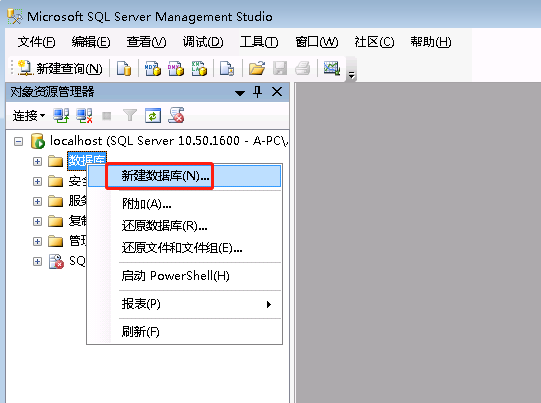 Microsoft SQL Server Management Studio
文件(F) 编辑(E) 查看(V) 调试(D) 工具(T) 窗口(W) 社区(C) 帮助(H)
新建查询(N)
对象资源管理器
连接
localhost (SQL Server 10.50.1600 - A-PC\
数据库
新建数据库(N)...
安全
附加(A)...
服务
还原数据库(R)...
复制
还原文件和文件组(E)...
管理
SQ
启动 PowerShell(H)
报表(P)
刷新(F)